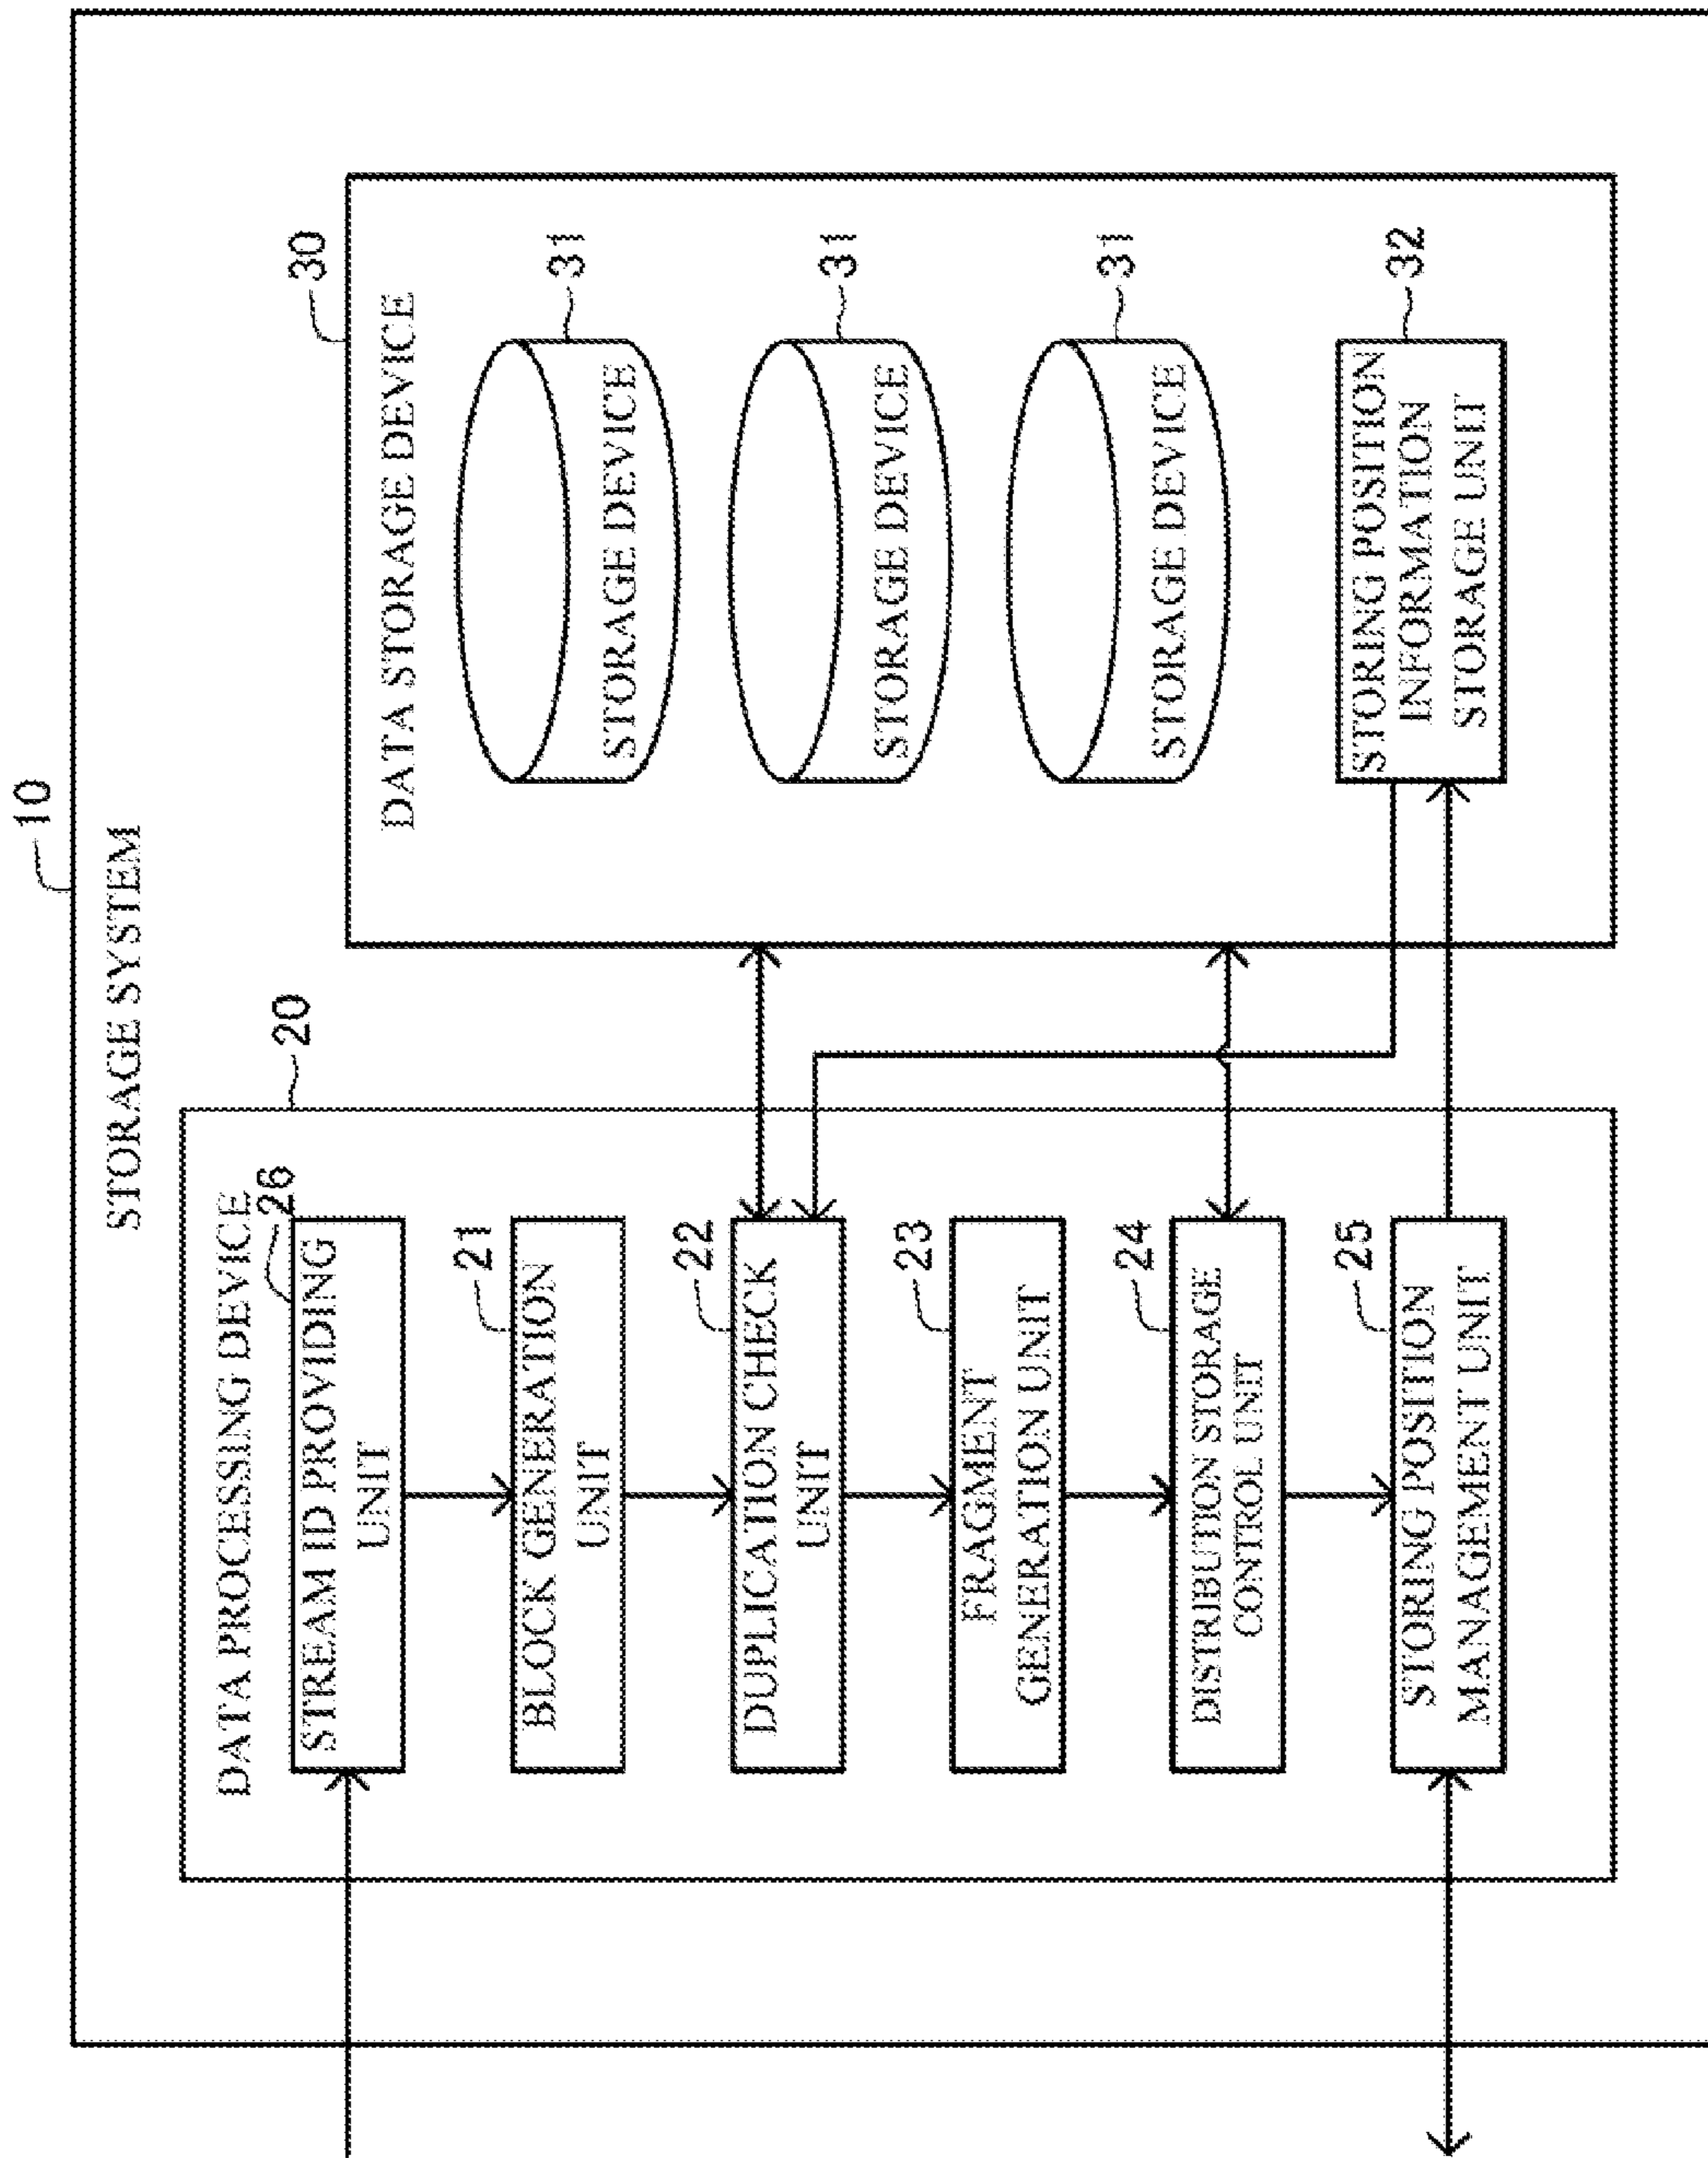 10
STORAGE SYSTEM
20
DATA PROCESSING DEVICE
26
STREAM ID PROVIDING
UNIT
21
BLOCK GENERATION
UNIT
22
DUPLICATION CHECK
UNIT
23
FRAGMENT
GENERATION UNIT
24
DISTRIBUTION STORAGE
CONTROL UNIT
25
STORING POSITION
MANAGEMENT UNIT
30
DATA STORAGE DEVICE
31
STORAGE DEVICE
31
STORAGE DEVICE
31
STORAGE DEVICE
32
STORING POSITION
INFORMATION
STORAGE UNIT